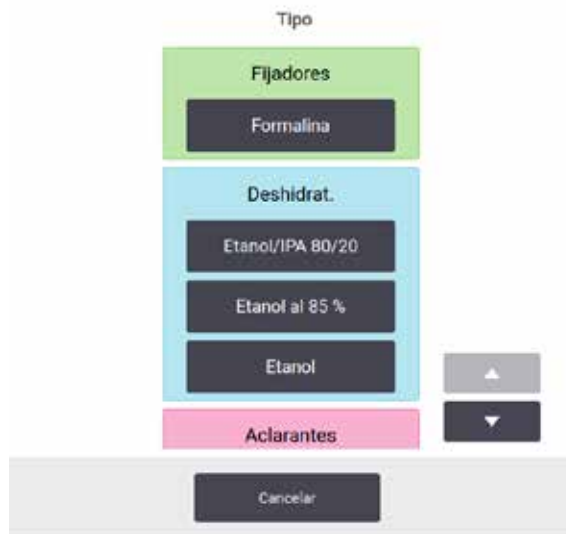 Tipo
Fijadores
Formalina
Deshidrat.
Etanol/IPA 80/20
Etanol al 85 %
Etanol
Aclarantes
Cancelar